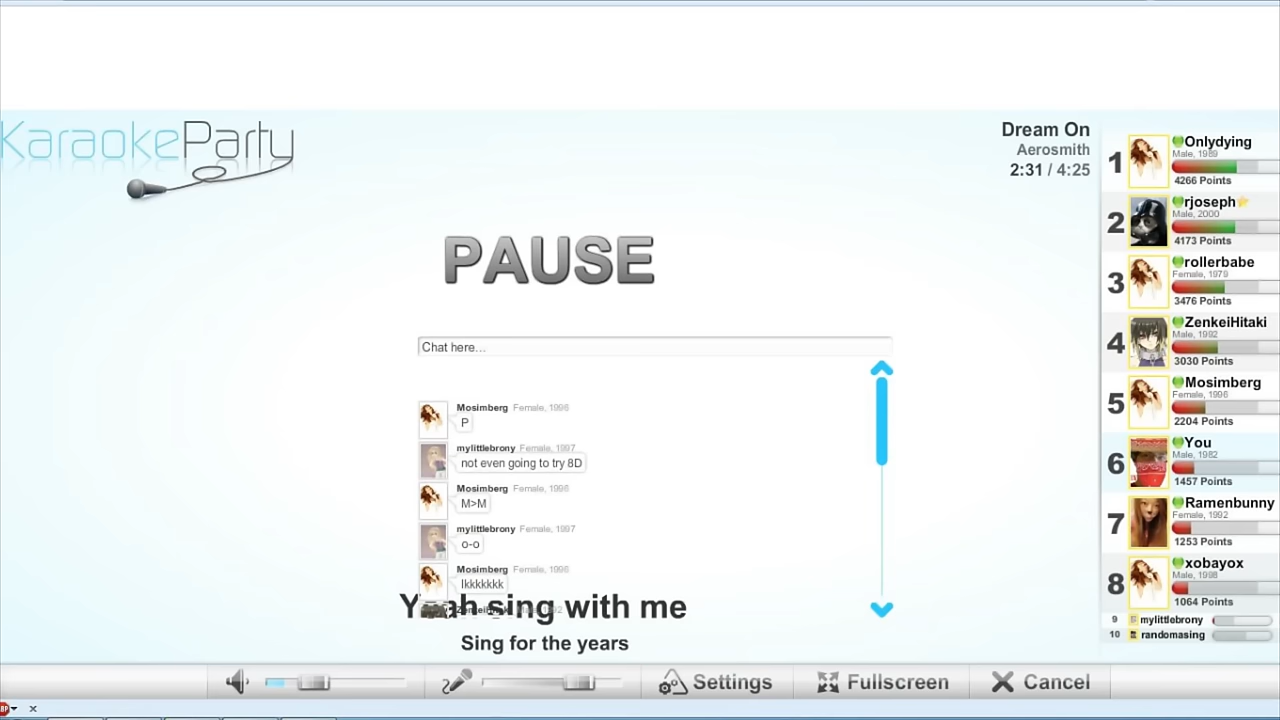 KaraokeParty
Dream On
Aerosmith
2:31 / 4:25
PAUSE
Chat here...
Mosimberg Female, 1996
P
mylittlebrony Female, 1997
not even going to try 8D
Mosimberg Female, 1996
M>M
mylittlebrony Female, 1997
o-o
Mosimberg Female, 1996
lkkkkkkk
Yeah sing with me
Sing for the years
1
Onlydying
Male, 1989
4266 Points
2
rjoseph
Male, 2000
4173 Points
3
rollerbabe
Female, 1979
3476 Points
4
ZenkeiHitaki
Male, 1992
3030 Points
5
Mosimberg
Female, 1996
2204 Points
6
You
Male, 1982
1457 Points
7
Ramenbunny
Female, 1992
1253 Points
8
xobayox
Male, 1998
1064 Points
9 mylittlebrony
10 randomasing
Settings
Fullscreen
Cancel